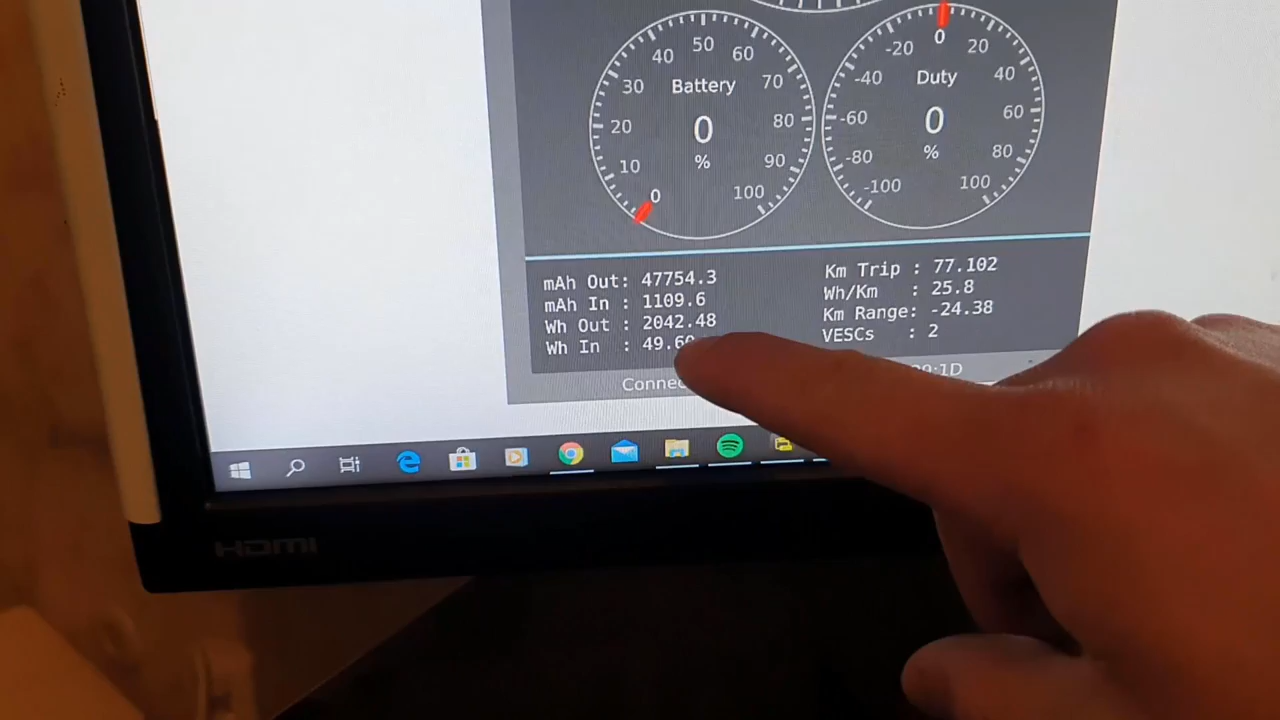 50
40
60
30
Battery
70
20
0
80
%
10
90
0
100
0
-20
20
-40
Duty
40
-60
0
60
%
-80
80
-100
100
mAh Out: 47754.3
mAh In : 1109.6
Wh Out : 2042.48
Wh In : 49.60
Km Trip : 77.102
Wh/Km : 25.8
Km Range: -24.38
VESCs : 2
HDMI